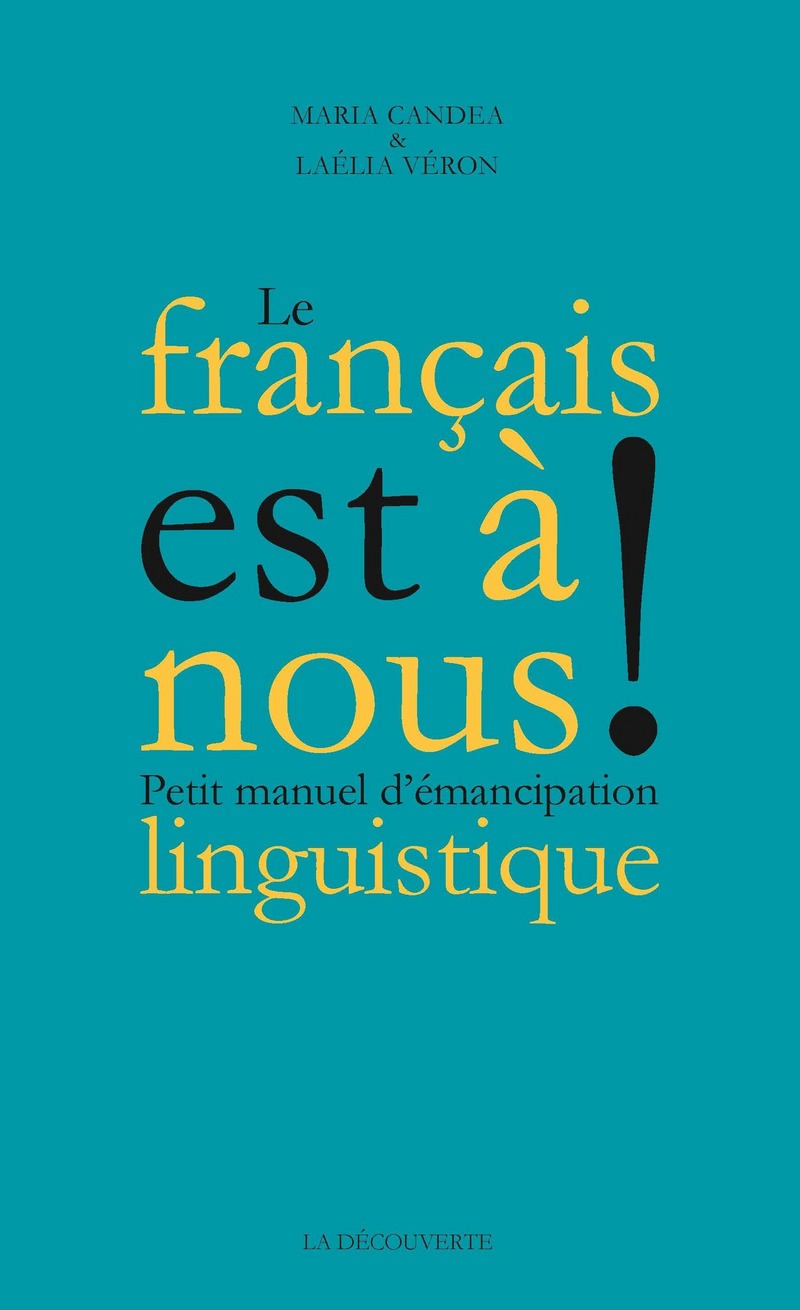 MARIA CANDEA
&
LAÉLIA VÉRON
Le
français
est à
nous !
Petit manuel d'émancipation
linguistique
LA DÉCOUVERTE